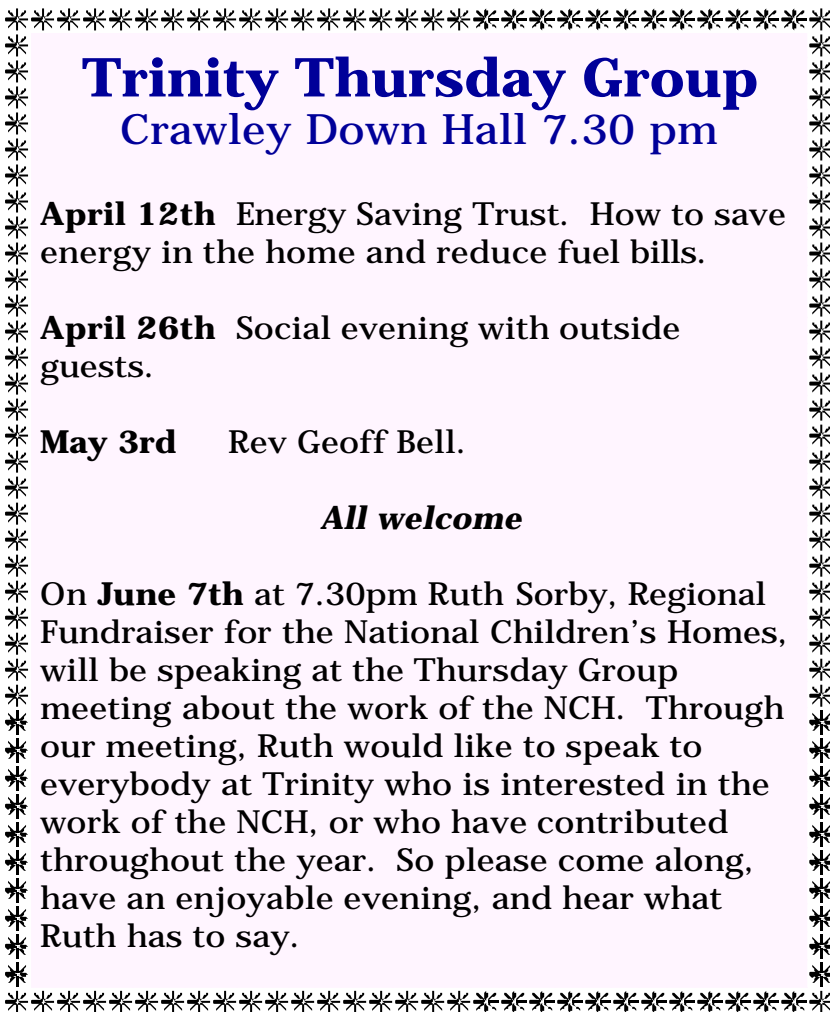 Trinity Thursday Group
Crawley Down Hall 7.30 pm
April 12th Energy Saving Trust. How to save
energy in the home and reduce fuel bills.
April 26th Social evening with outside
guests.
May 3rd Rev Geoff Bell.
All welcome
On June 7th at 7.30pm Ruth Sorby, Regional
Fundraiser for the National Children’s Homes,
will be speaking at the Thursday Group
meeting about the work of the NCH. Through
our meeting, Ruth would like to speak to
everybody at Trinity who is interested in the
work of the NCH, or who have contributed
throughout the year. So please come along,
have an enjoyable evening, and hear what
Ruth has to say.